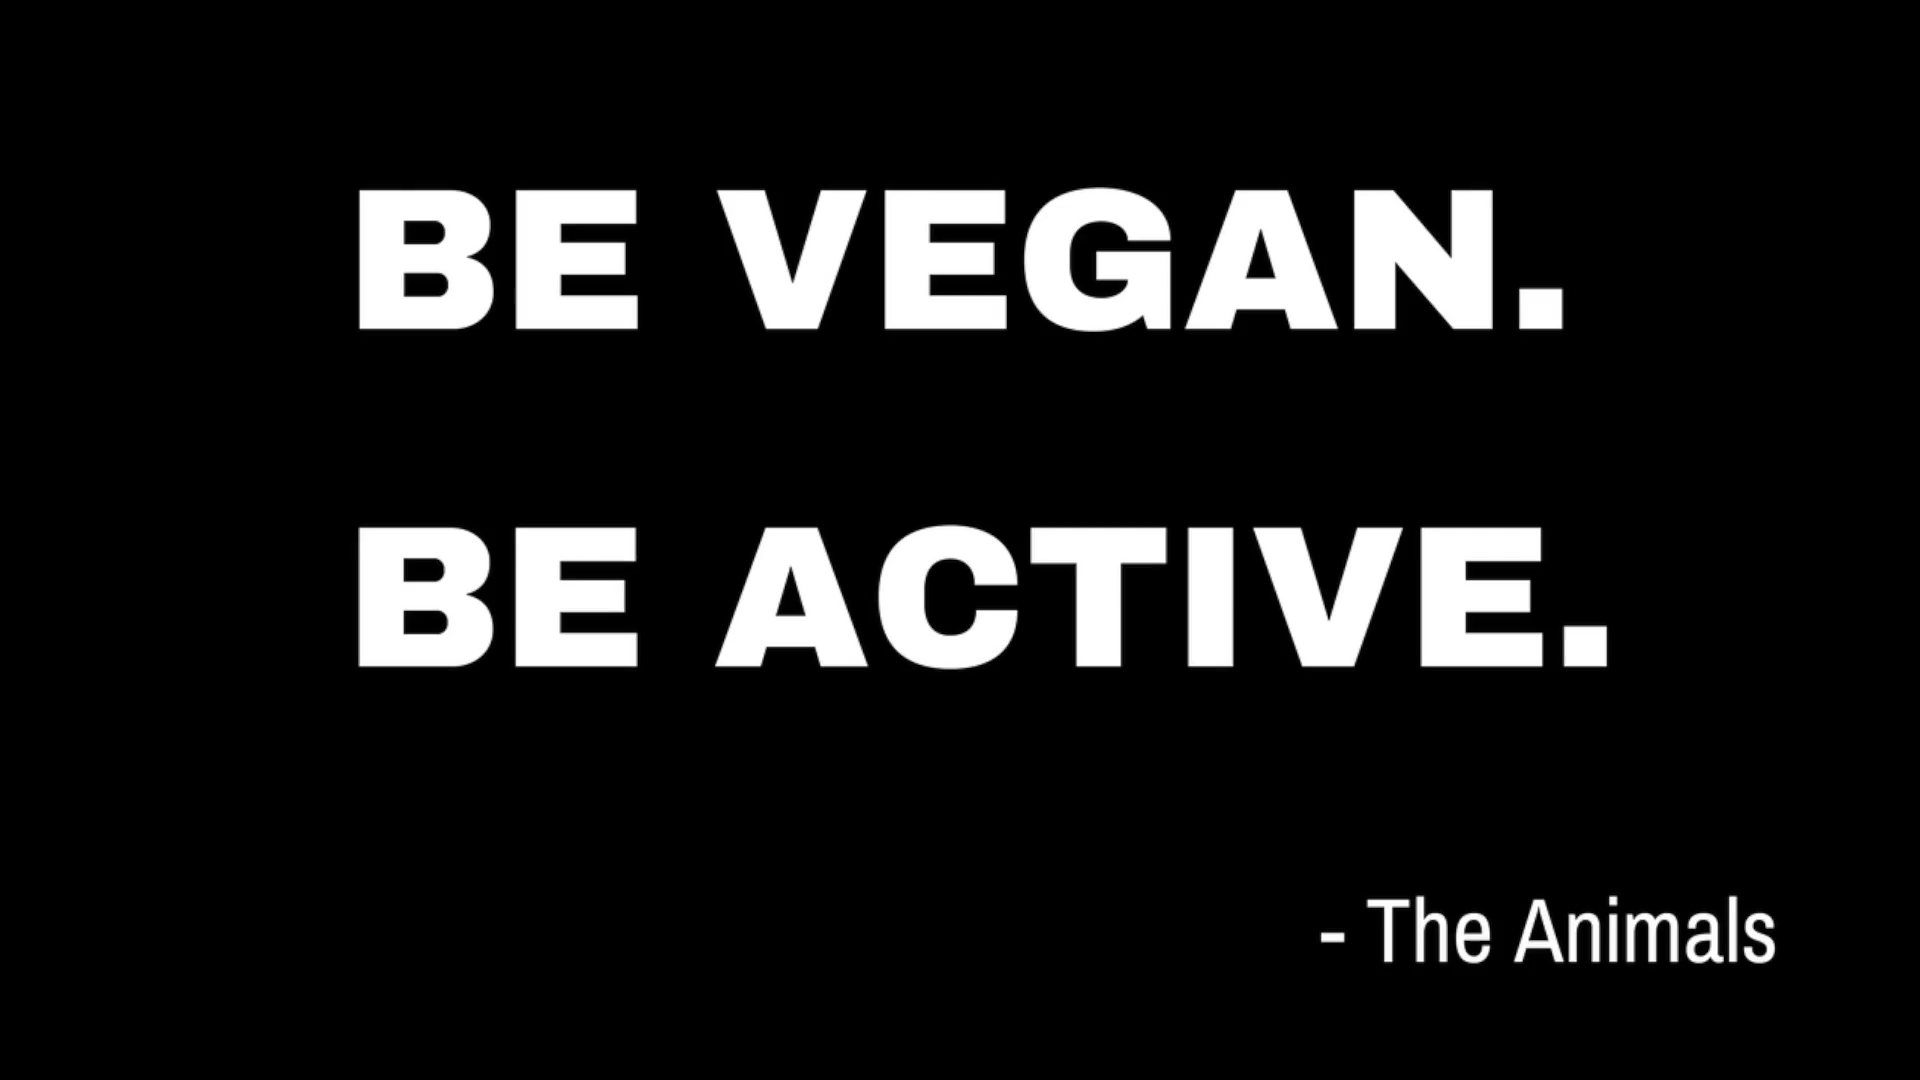 BE VEGAN.
BE ACTIVE.
- The Animals